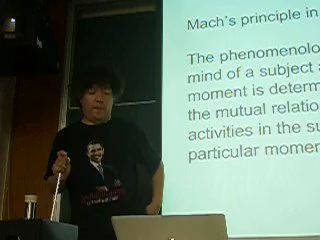 Mach's principle in
The phenomenolo
mind of a subject a
moment is determ
the mutual relatio
activities in the su
particular momen